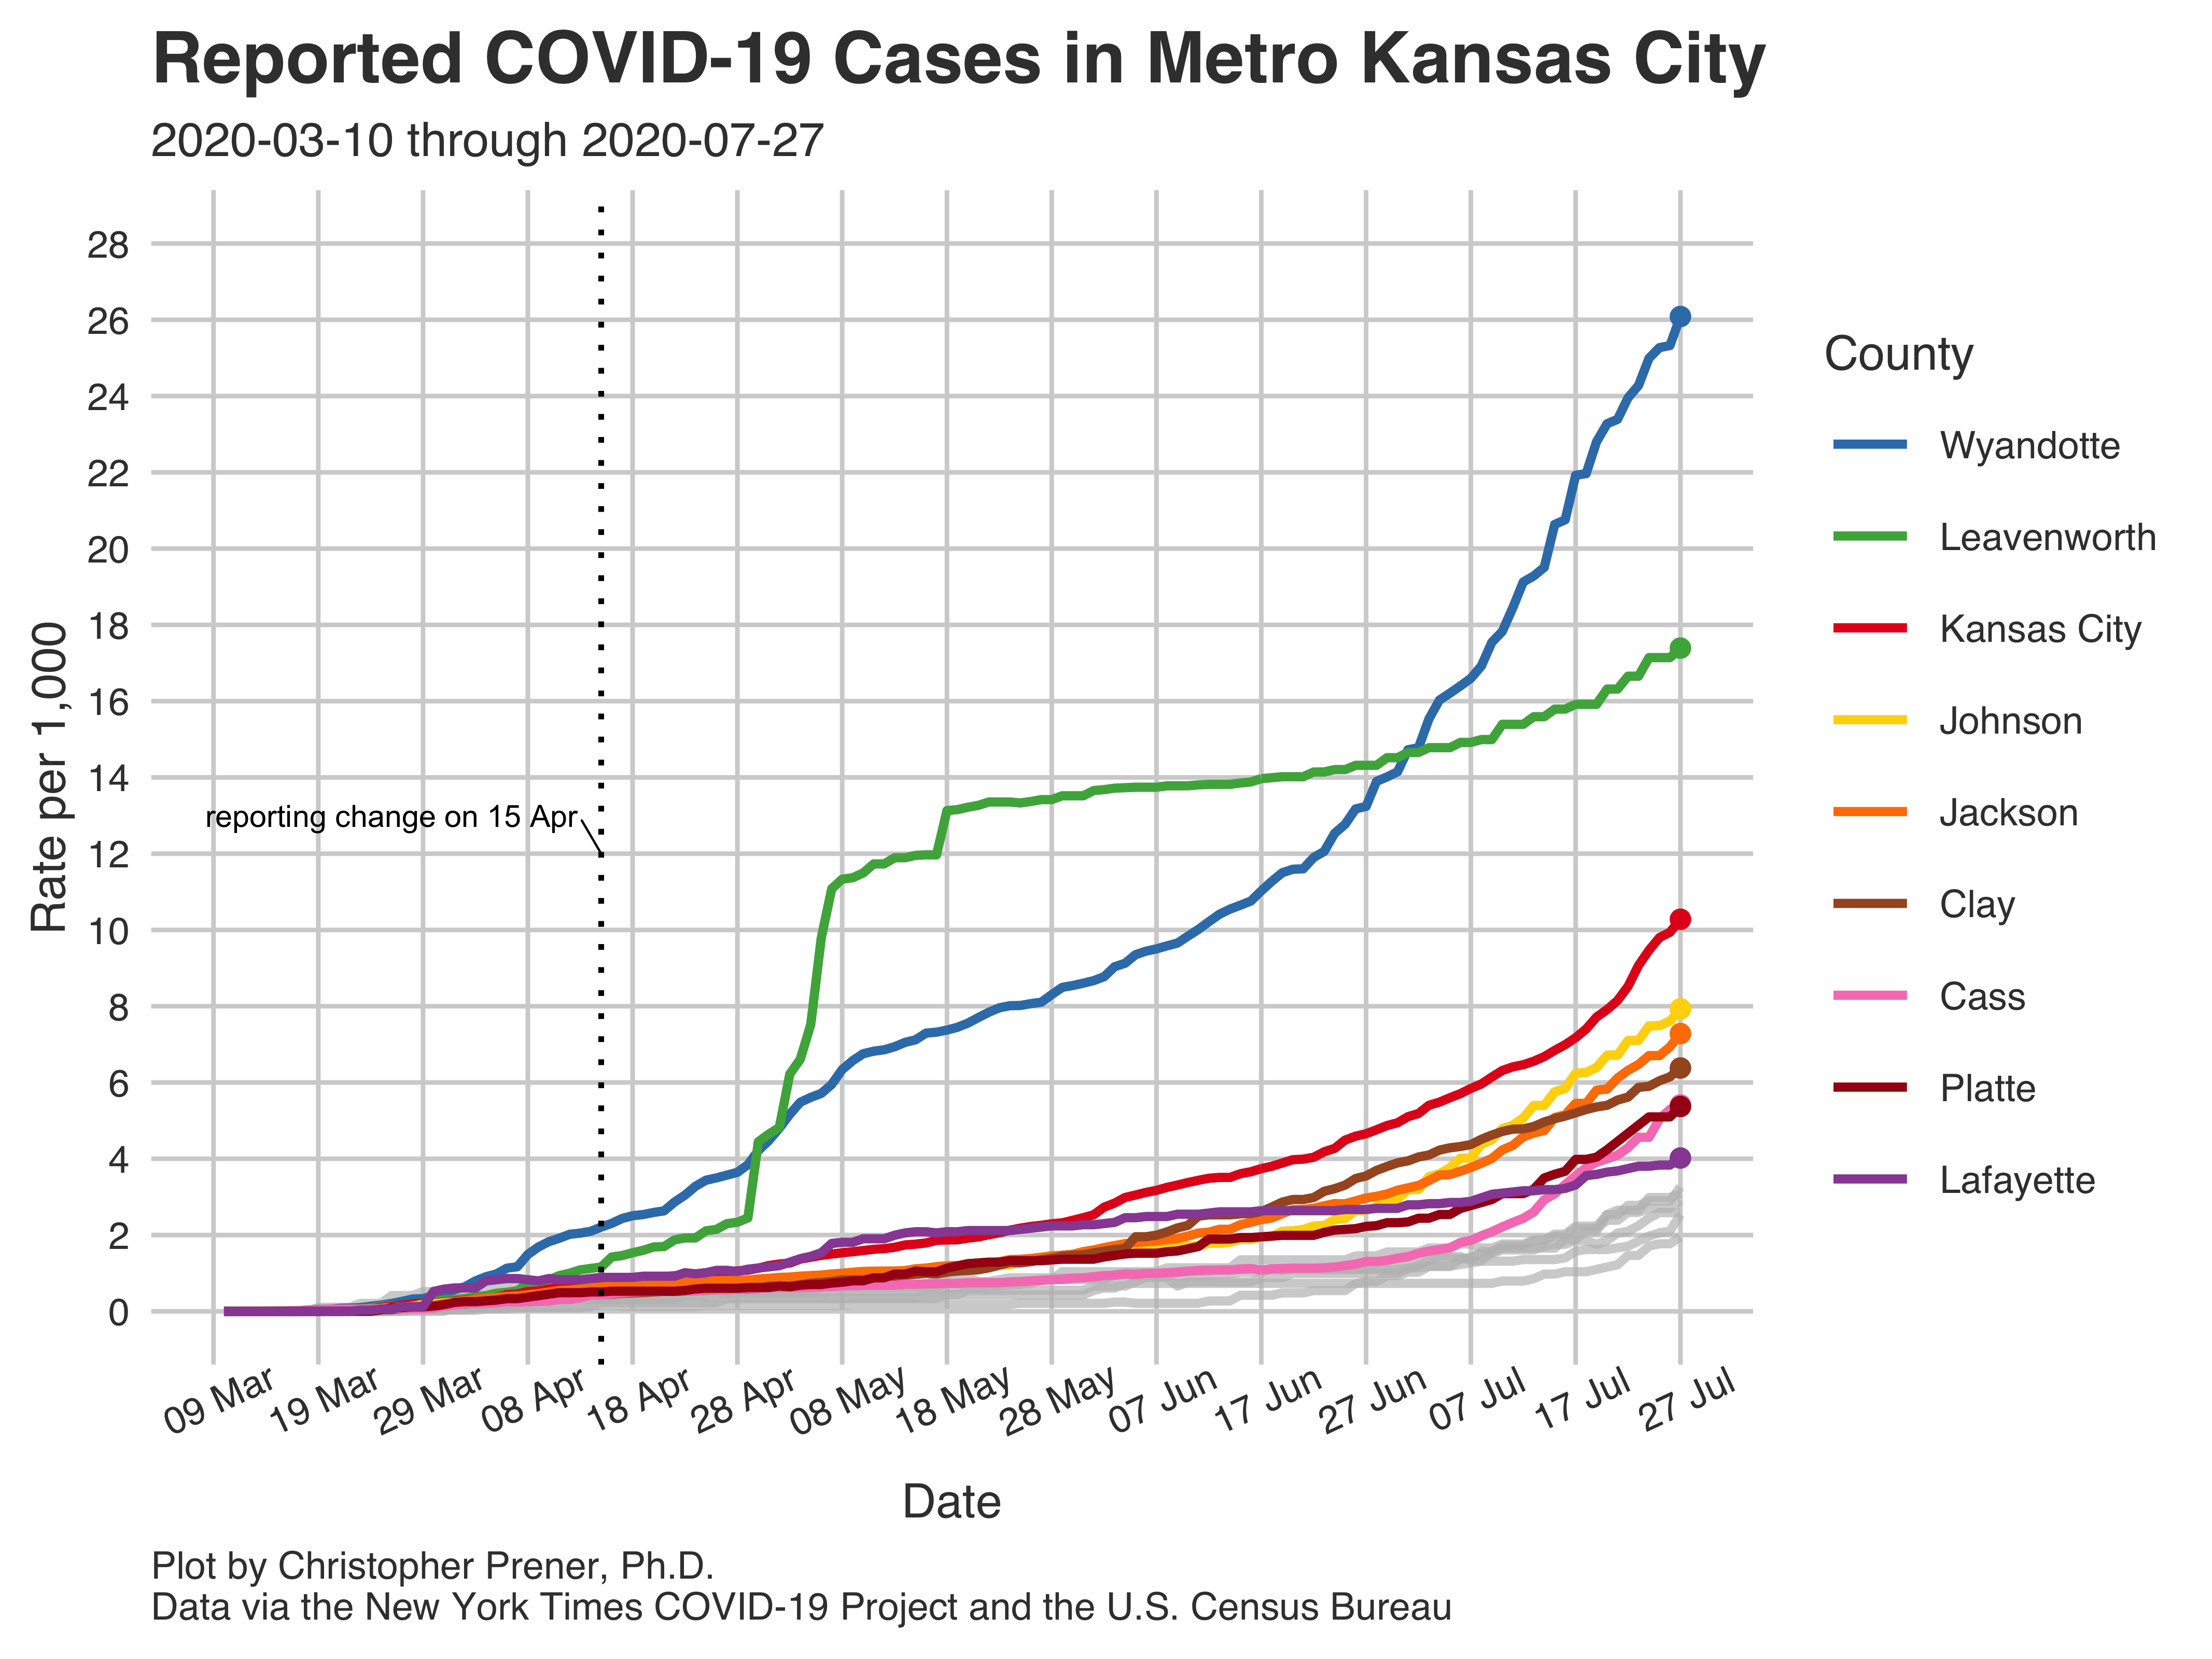 Reported COVID-19 Cases in Metro Kansas City
2020-03-10 through 2020-07-27
28
26
24
22
20
18
16
14
12
10
8
6
4
2
0
Rate per 1,000
reporting change on 15 Apr
09 Mar
19 Mar
29 Mar
08 Apr
18 Apr
28 Apr
08 May
18 May
28 May
07 Jun
17 Jun
27 Jun
07 Jul
17 Jul
27 Jul
Date
County
Wyandotte
Leavenworth
Kansas City
Johnson
Jackson
Clay
Cass
Platte
Lafayette
Plot by Christopher Prener, Ph.D.
Data via the New York Times COVID-19 Project and the U.S. Census Bureau